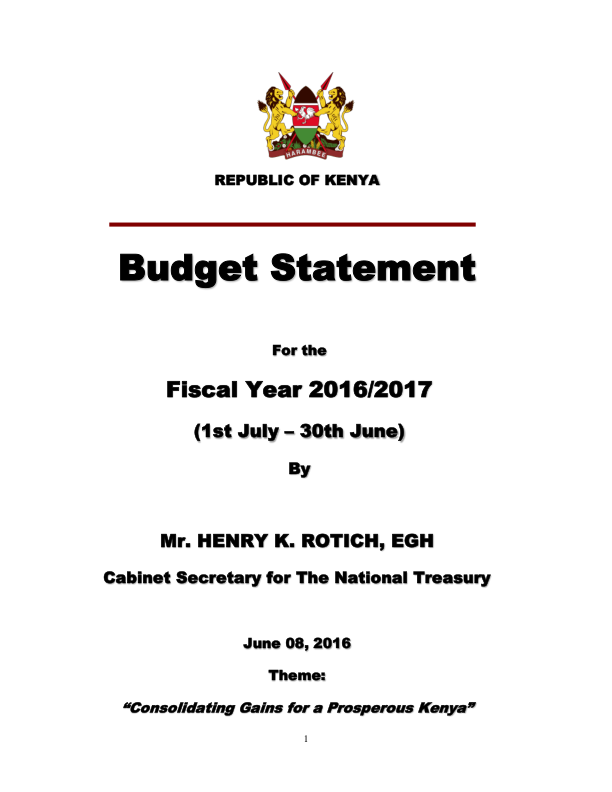 HARAMBEE
REPUBLIC OF KENYA
Budget Statement
For the
Fiscal Year 2016/2017
(1st July – 30th June)
By
Mr. HENRY K. ROTICH, EGH
Cabinet Secretary for The National Treasury
June 08, 2016
Theme:
“Consolidating Gains for a Prosperous Kenya”
1